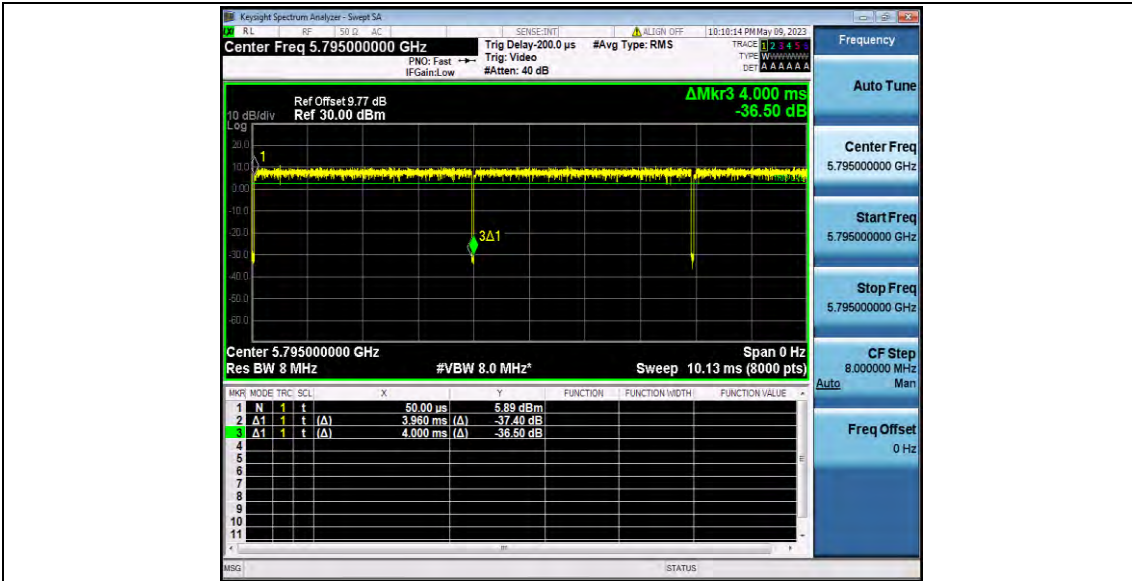 Keysight Spectrum Analyzer - Swept SA
RL RF 50 Ω AC SENSE:INT ALIGN OFF 10:10:14 PM May 09, 2023
Center Freq 5.795000000 GHz
PNO: Fast
IFGain:Low
Trig Delay-200.0 µs
Trig: Video
#Atten: 40 dB
#Avg Type: RMS
TRACE 1 2 3 4 5 6
TYPE W
DET A A A A A A
Frequency
Auto Tune
Center Freq
5.795000000 GHz
Start Freq
5.795000000 GHz
Stop Freq
5.795000000 GHz
CF Step
8.000000 MHz
Auto Man
Freq Offset
0 Hz
ΔMkr3 4.000 ms
-36.50 dB
Ref Offset 9.77 dB
10 dB/div Ref 30.00 dBm
Log
20.0
10.0
0.00
-10.0
-20.0
-30.0
-40.0
-50.0
-60.0
1
3Δ1
Center 5.795000000 GHz Span 0 Hz
Res BW 8 MHz #VBW 8.0 MHz* Sweep 10.13 ms (8000 pts)
MKR MODE TRC SCL X Y FUNCTION FUNCTION WIDTH FUNCTION VALUE
1 N 1 t 50.00 µs 5.89 dBm
2 Δ1 1 t (Δ) 3.960 ms (Δ) -37.40 dB
3 Δ1 1 t (Δ) 4.000 ms (Δ) -36.50 dB
4
5
6
7
8
9
10
11
MSG STATUS